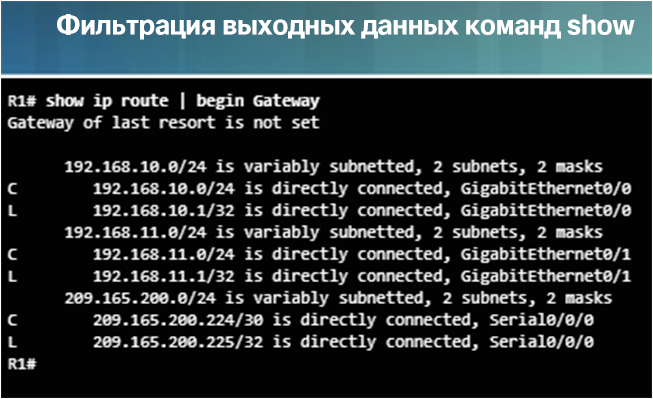 Фильтрация выходных данных команд show
R1# show ip route | begin Gateway
Gateway of last resort is not set
192.168.10.0/24 is variably subnetted, 2 subnets, 2 masks
C 192.168.10.0/24 is directly connected, GigabitEthernet0/0
L 192.168.10.1/32 is directly connected, GigabitEthernet0/0
192.168.11.0/24 is variably subnetted, 2 subnets, 2 masks
C 192.168.11.0/24 is directly connected, GigabitEthernet0/1
L 192.168.11.1/32 is directly connected, GigabitEthernet0/1
209.165.200.0/24 is variably subnetted, 2 subnets, 2 masks
C 209.165.200.224/30 is directly connected, Serial0/0/0
L 209.165.200.225/32 is directly connected, Serial0/0/0
R1#